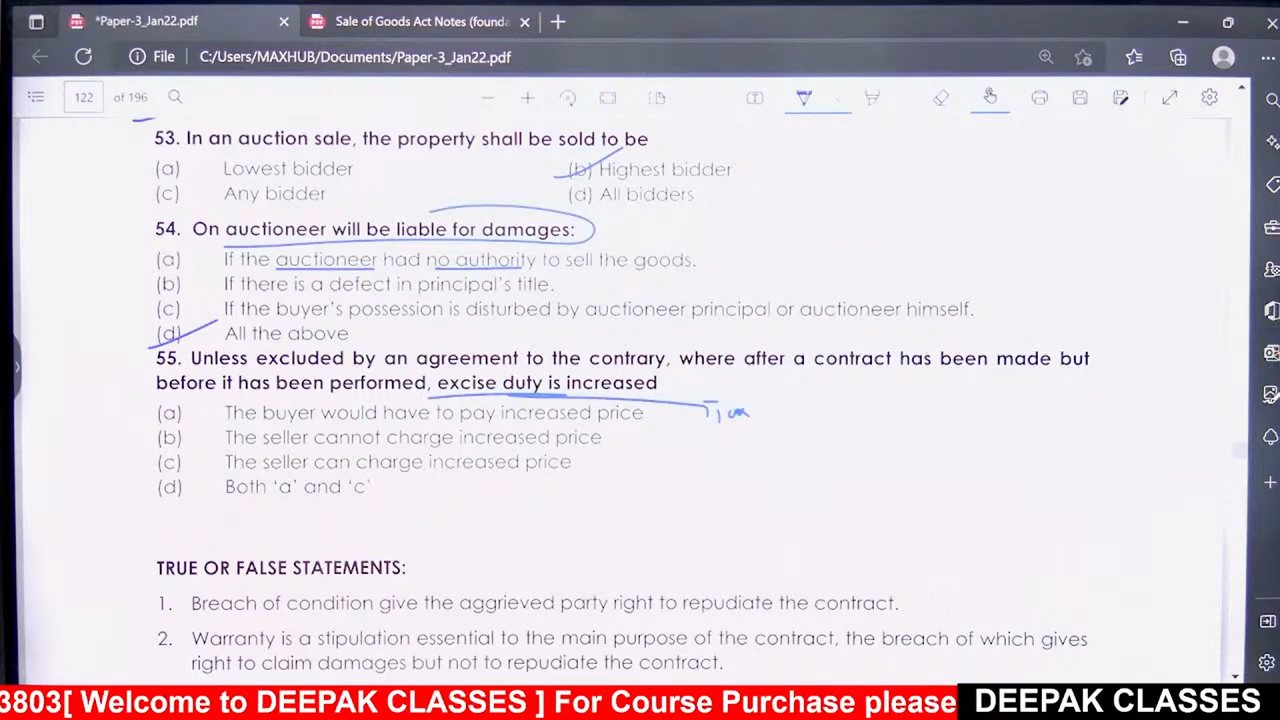 *Paper-3_Jan22.pdf
Sale of Goods Act Notes (found
File C:/Users/MAXHUB/Documents/Paper-3_Jan22.pdf
122 of 196
53. In an auction sale, the property shall be sold to be
(a) Lowest bidder (b) Highest bidder
(c) Any bidder (d) All bidders
54. On auctioneer will be liable for damages:
(a) If the auctioneer had no authority to sell the goods.
(b) If there is a defect in principal's title.
(c) If the buyer's possession is disturbed by auctioneer principal or auctioneer himself.
(d) All the above
55. Unless excluded by an agreement to the contrary, where after a contract has been made but
before it has been performed, excise duty is increased
(a) The buyer would have to pay increased price
(b) The seller cannot charge increased price
(c) The seller can charge increased price
(d) Both 'a' and 'c'
TRUE OR FALSE STATEMENTS:
1. Breach of condition give the aggrieved party right to repudiate the contract.
2. Warranty is a stipulation essential to the main purpose of the contract, the breach of which gives
right to claim damages but not to repudiate the contract.
3803[ Welcome to DEEPAK CLASSES ] For Course Purchase please
DEEPAK CLASSES